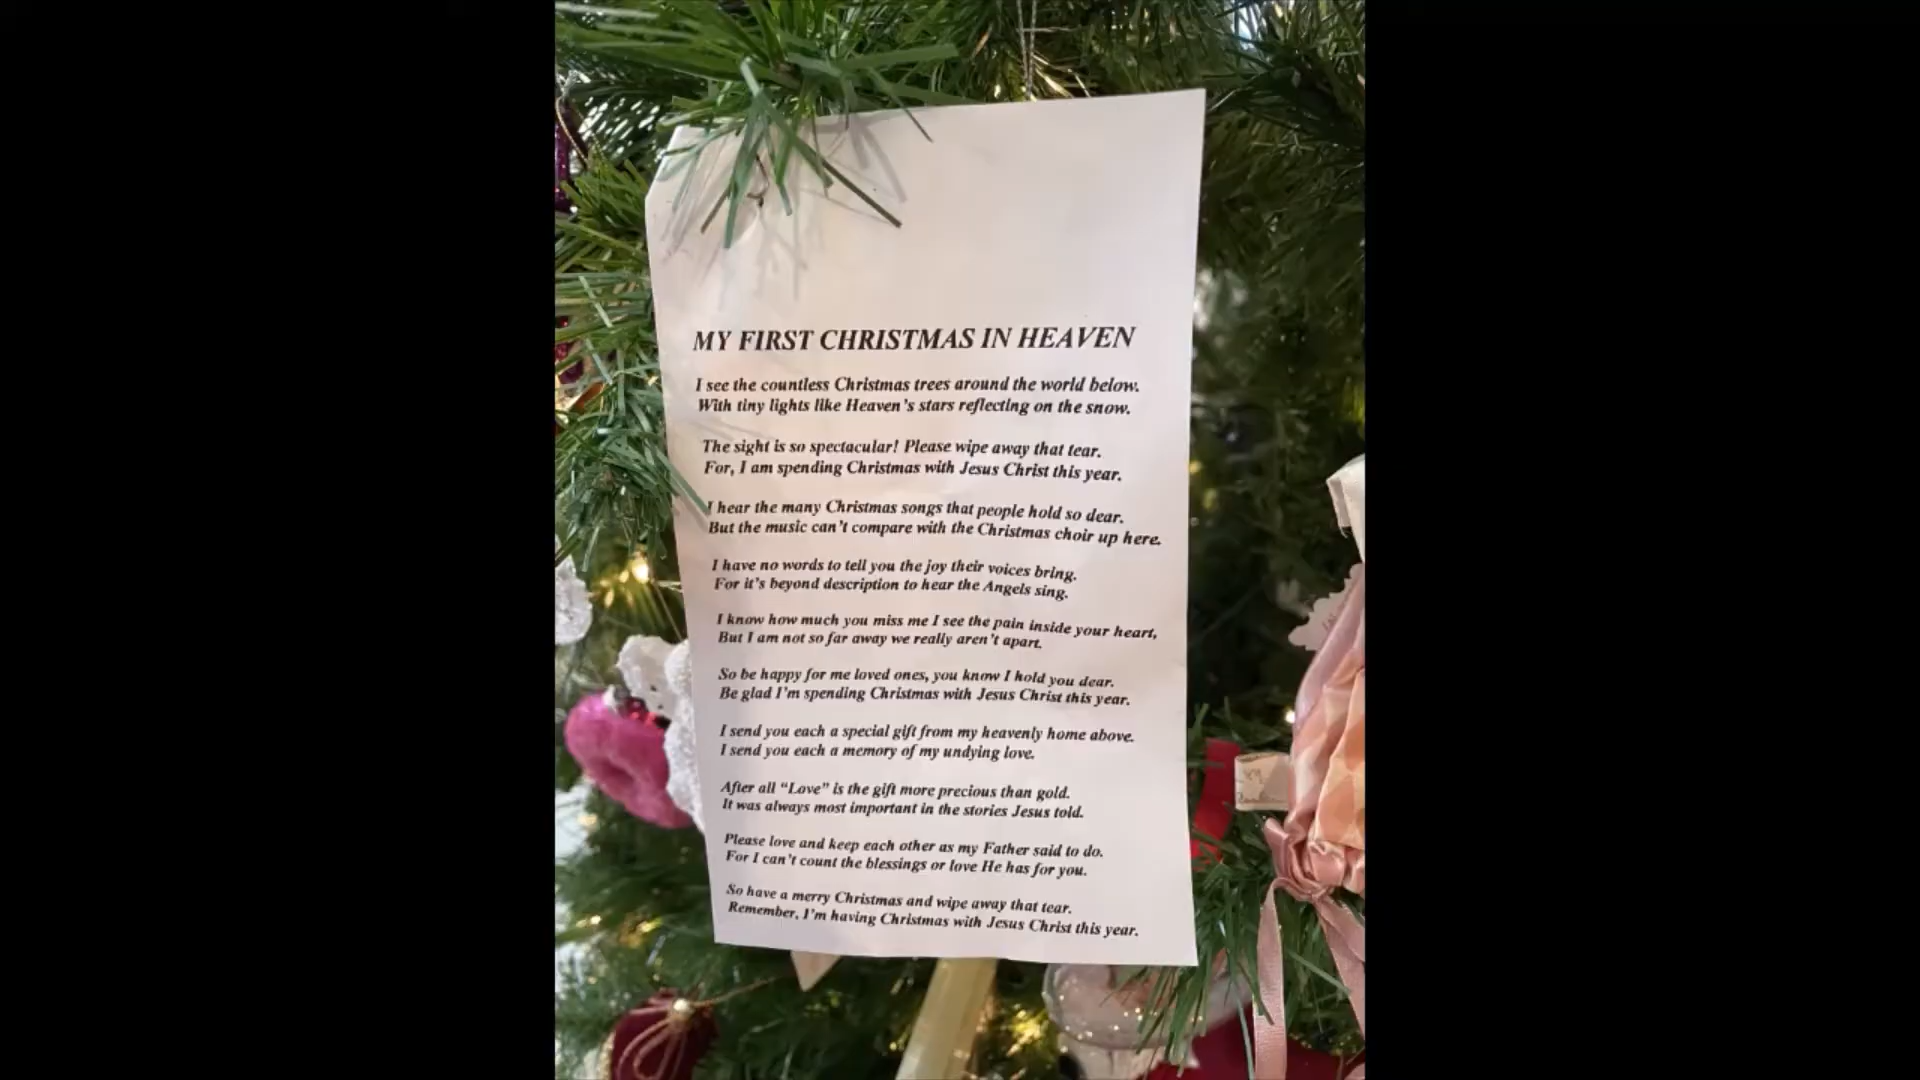 MY FIRST CHRISTMAS IN HEAVEN
I see the countless Christmas trees around the world below.
With tiny lights like Heaven's stars reflecting on the snow.
The sight is so spectacular! Please wipe away that tear.
For, I am spending Christmas with Jesus Christ this year.
I hear the many Christmas songs that people hold so dear.
But the music can't compare with the Christmas choir up here.
I have no words to tell you the joy their voices bring.
For it's beyond description to hear the Angels sing.
I know how much you miss me I see the pain inside your heart,
But I am not so far away we really aren't apart.
So be happy for me loved ones, you know I hold you dear.
Be glad I'm spending Christmas with Jesus Christ this year.
I send you each a special gift from my heavenly home above.
I send you each a memory of my undying love.
After all “Love” is the gift more precious than gold.
It was always most important in the stories Jesus told.
Please love and keep each other as my Father said to do.
For I can't count the blessings or love He has for you.
So have a merry Christmas and wipe away that tear.
Remember, I'm having Christmas with Jesus Christ this year.